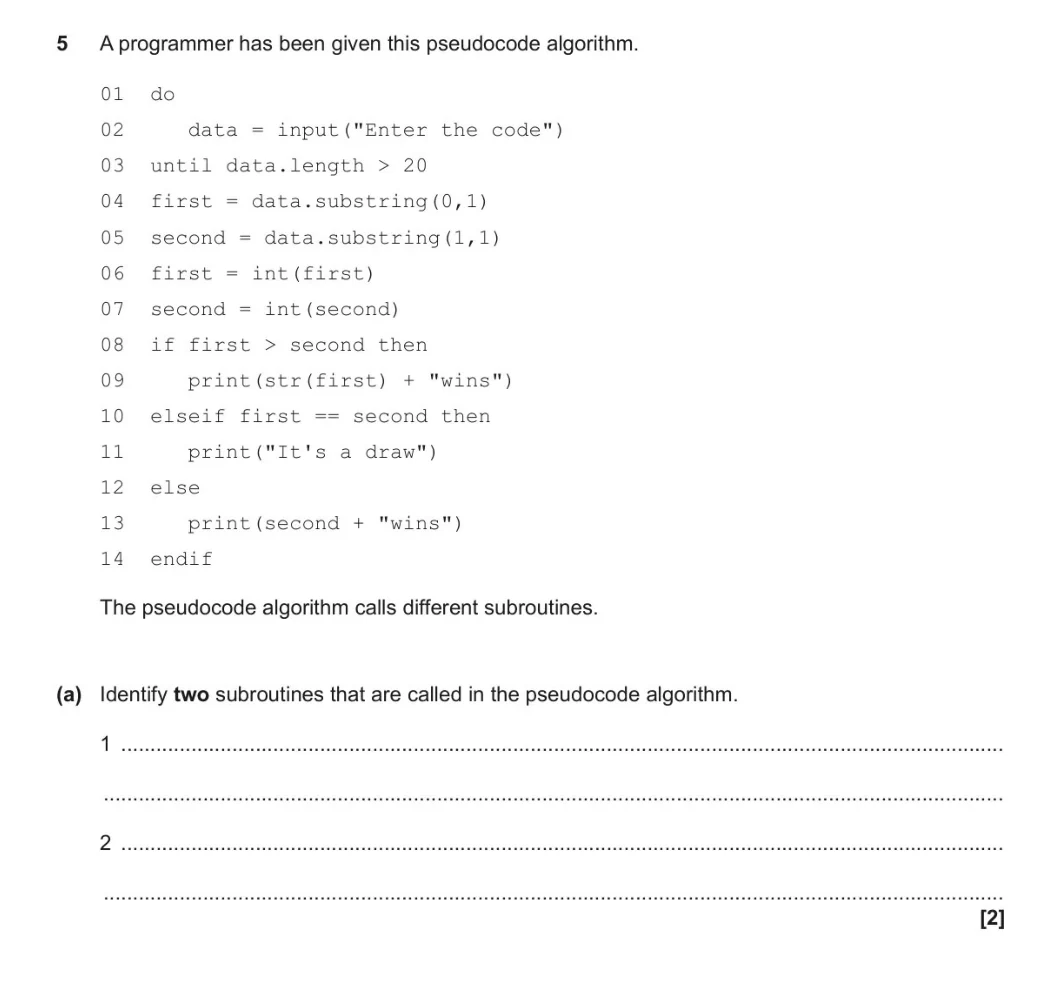 5 A programmer has been given this pseudocode algorithm.
01 do
02 data = input("Enter the code")
03 until data.length > 20
04 first = data.substring(0,1)
05 second = data.substring(1,1)
06 first = int(first)
07 second = int(second)
08 if first > second then
09 print(str(first) + "wins")
10 elseif first == second then
11 print("It's a draw")
12 else
13 print(second + "wins")
14 endif
The pseudocode algorithm calls different subroutines.
(a) Identify two subroutines that are called in the pseudocode algorithm.
1
2
[2]